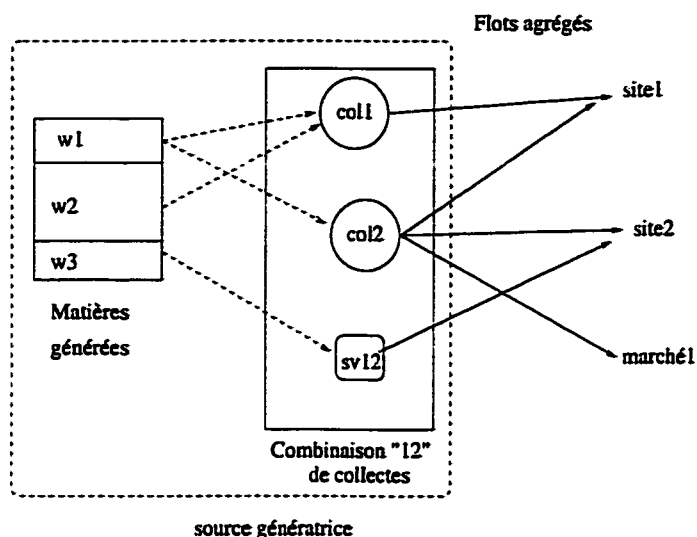 Flots agrégés
col1
site1
w1
w2
col2
site2
w3
Matières
générées
sv12
marché1
Combinaison "12"
de collectes
source génératrice